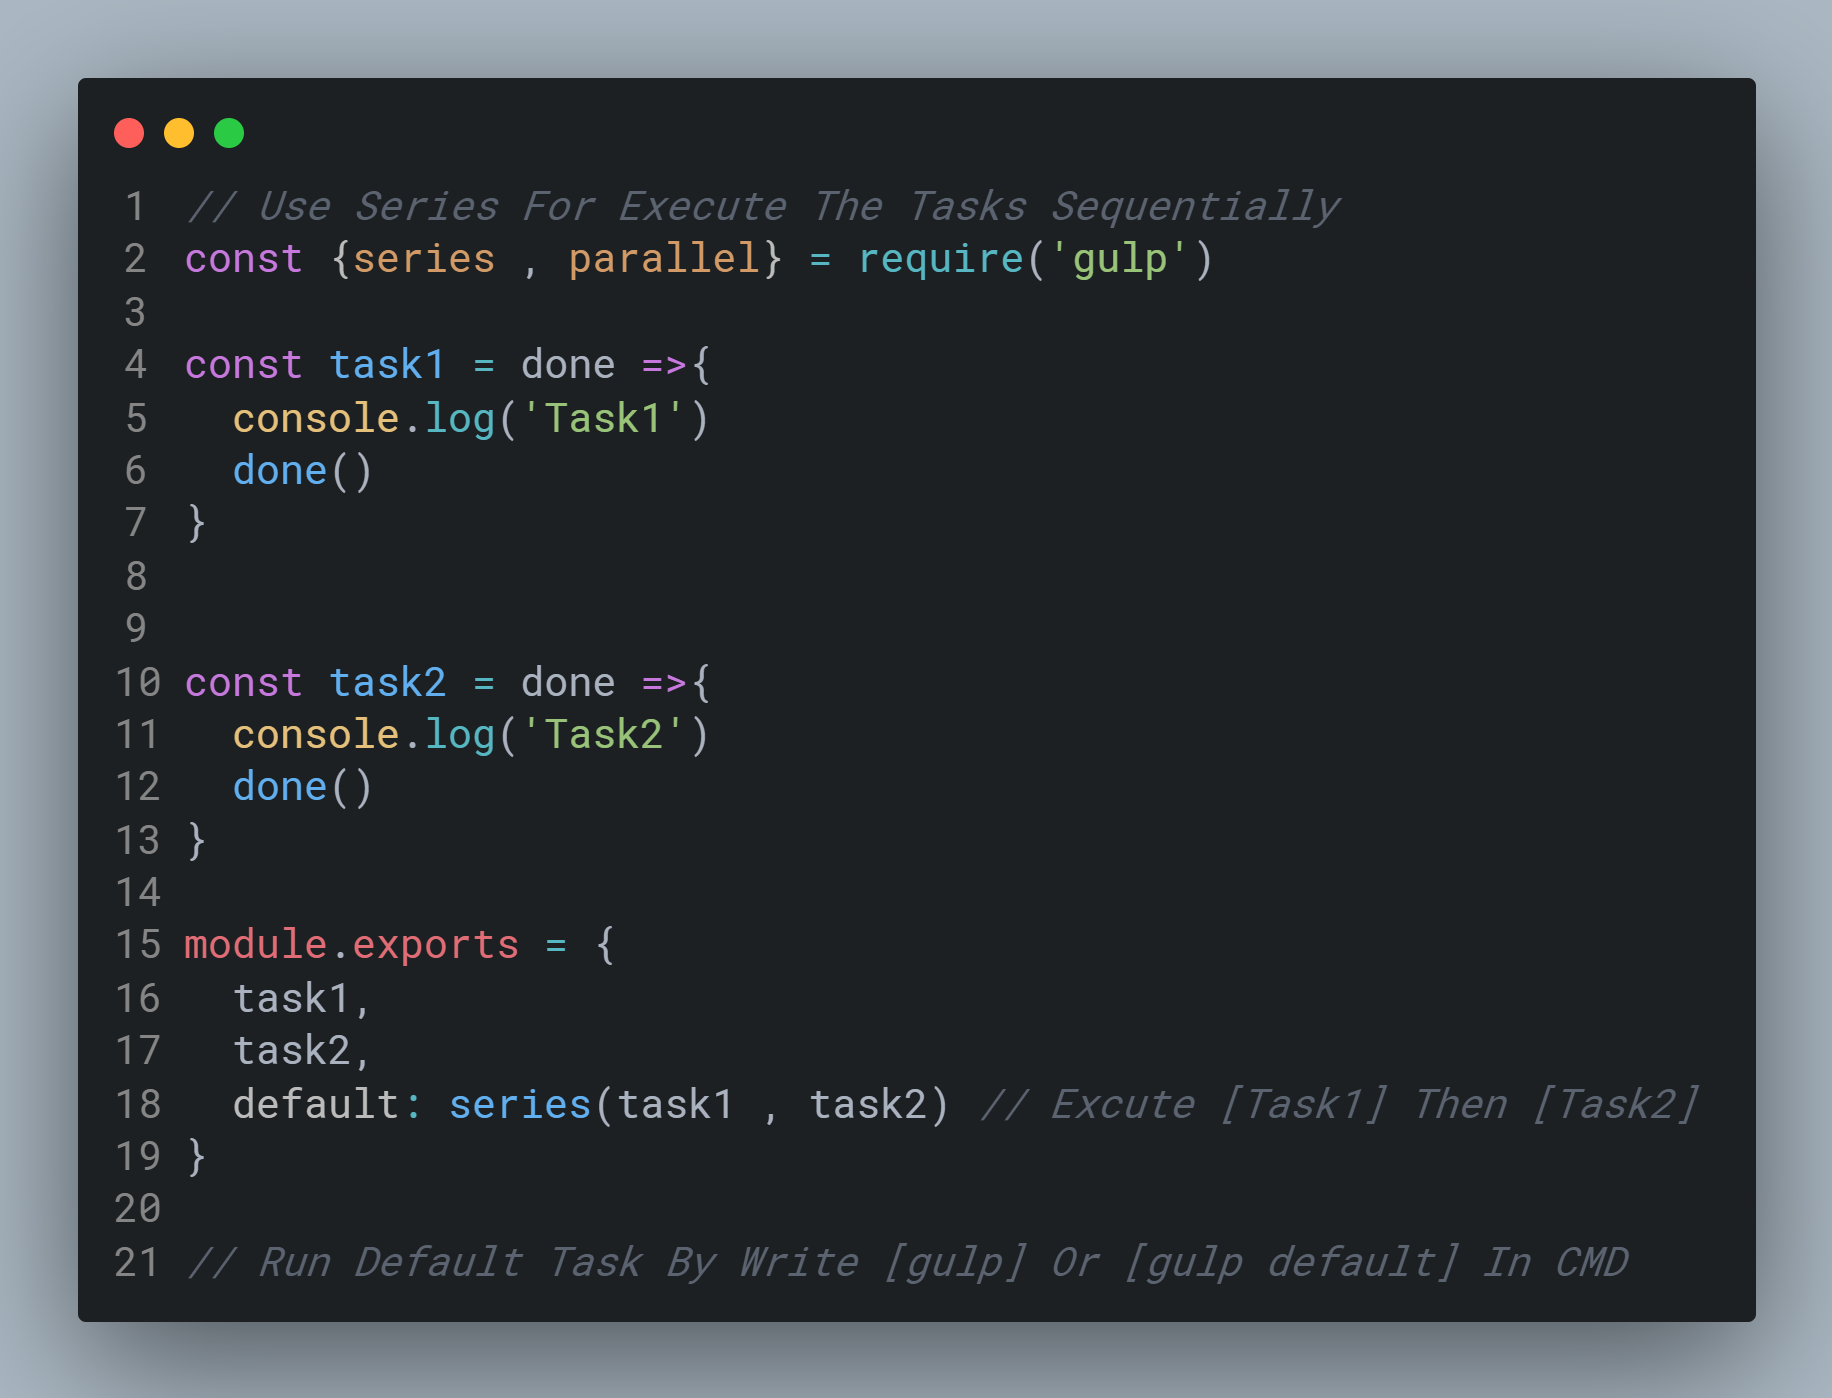 1 // Use Series For Execute The Tasks Sequentially
2 const {series , parallel} = require('gulp')
3
4 const task1 = done =>{
5   console.log('Task1')
6   done()
7 }
8
9
10 const task2 = done =>{
11   console.log('Task2')
12   done()
13 }
14
15 module.exports = {
16   task1,
17   task2,
18   default: series(task1 , task2) // Excute [Task1] Then [Task2]
19 }
20
21 // Run Default Task By Write [gulp] Or [gulp default] In CMD